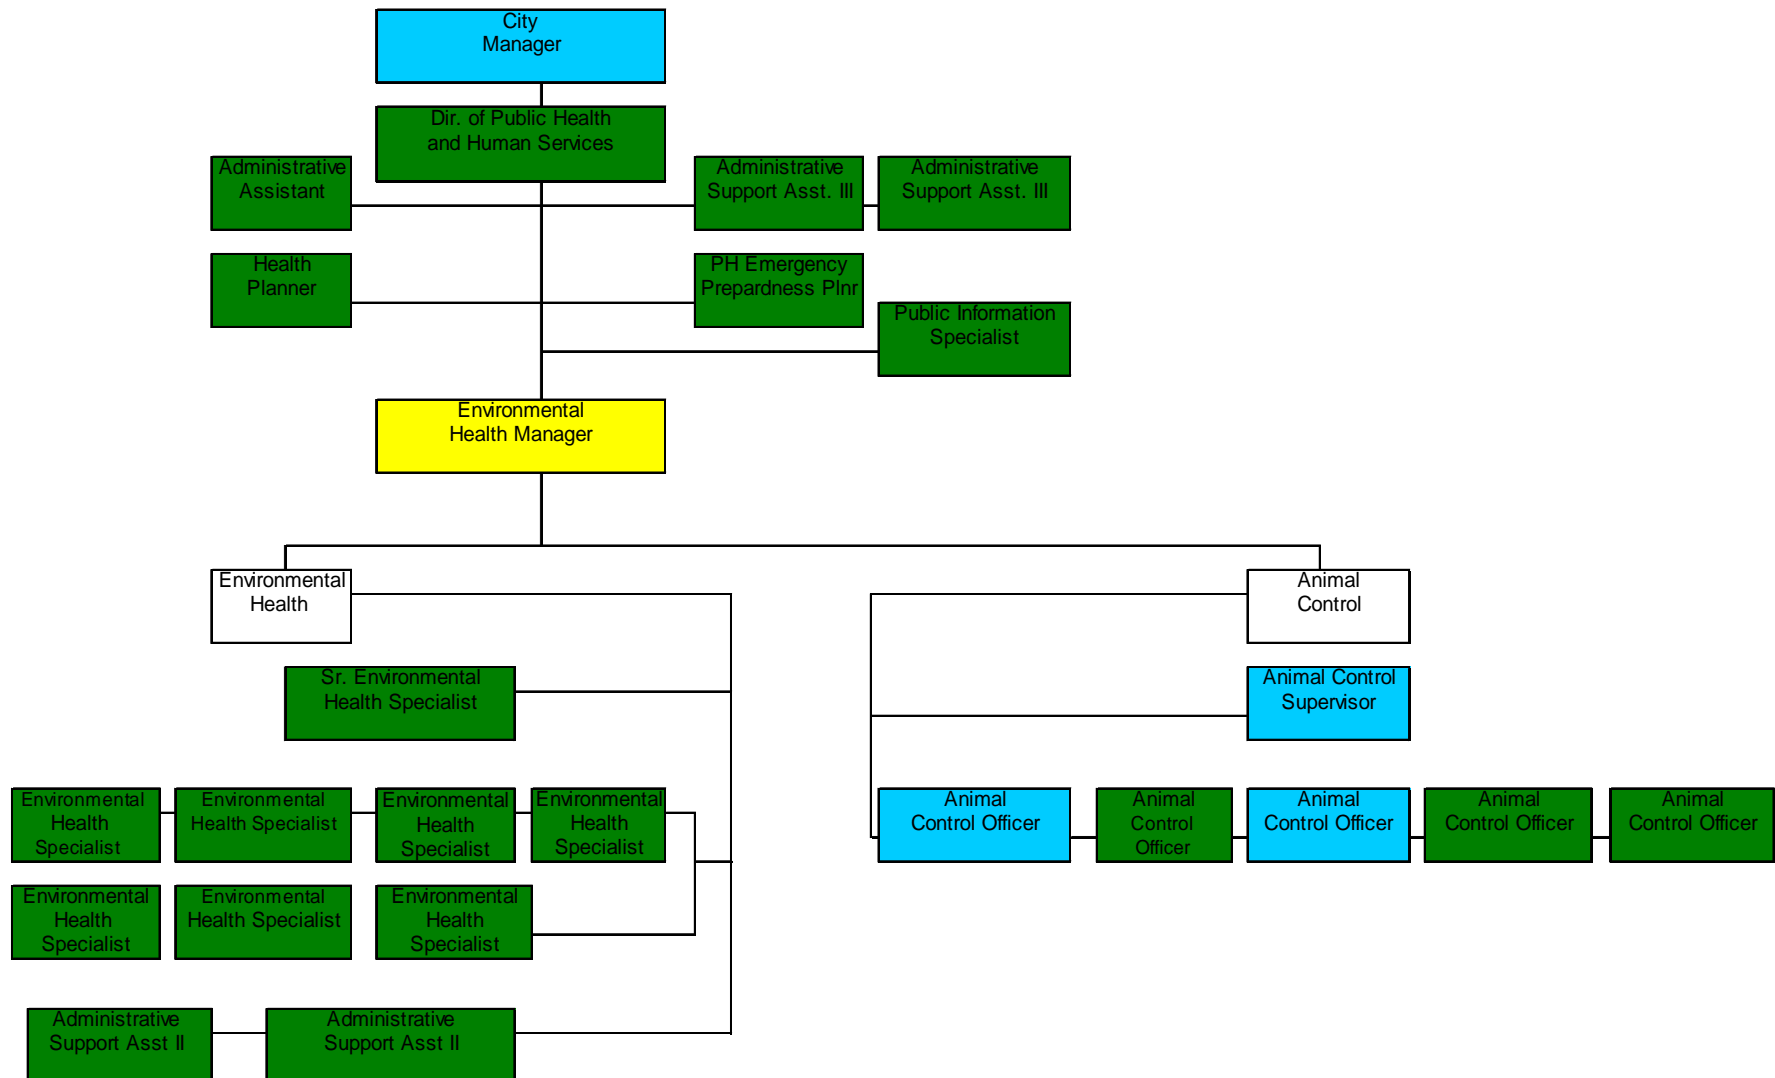 City
Manager
Dir. of Public Health
and Human Services
Administrative
Assistant
Administrative
Support Asst. III
Administrative
Support Asst. III
Health
Planner
PH Emergency
Prepardness Plnr
Public Information
Specialist
Environmental
Health Manager
Environmental
Health
Animal
Control
Sr. Environmental
Health Specialist
Animal Control
Supervisor
Environmental
Health
Specialist
Environmental
Health Specialist
Environmental
Health
Specialist
Environmental
Health
Specialist
Animal
Control Officer
Animal
Control
Officer
Animal
Control Officer
Animal
Control Officer
Animal
Control Officer
Environmental
Health
Specialist
Environmental
Health Specialist
Environmental
Health
Specialist
Administrative
Support Asst II
Administrative
Support Asst II